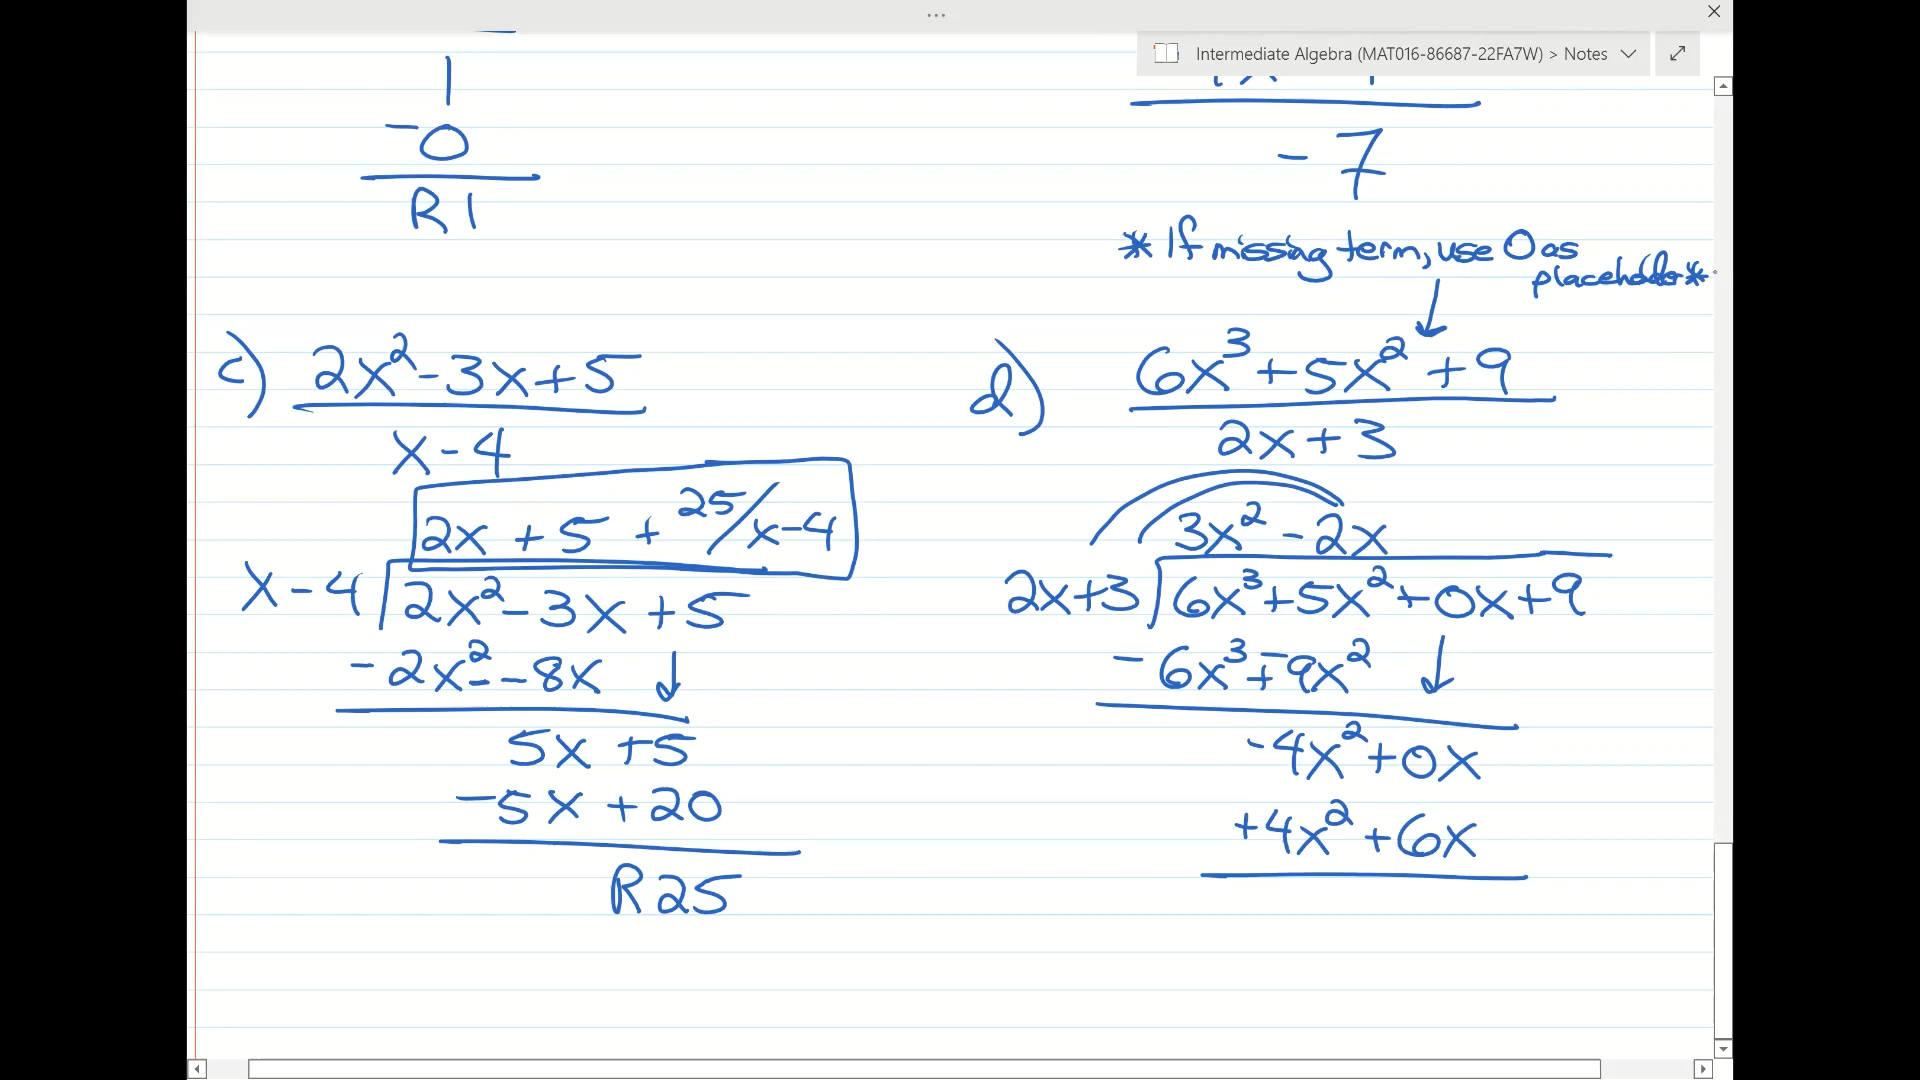 Intermediate Algebra (MAT016-86687-22FA7W) > Notes
1
-0
R1
-7
* If missing term, use 0 as
placeholder *
c) 2x² - 3x + 5
x - 4
2x + 5 + 25/x-4
x - 4 2x² - 3x + 5
- 2x² - - 8x ↓
5x + 5
- 5x + 20
R 25
d) 6x³ + 5x² + 9
2x + 3
3x² - 2x
2x + 3 6x³ + 5x² + 0x + 9
- 6x³ + - 9x² ↓
-4x² + 0x
+4x² + 6x